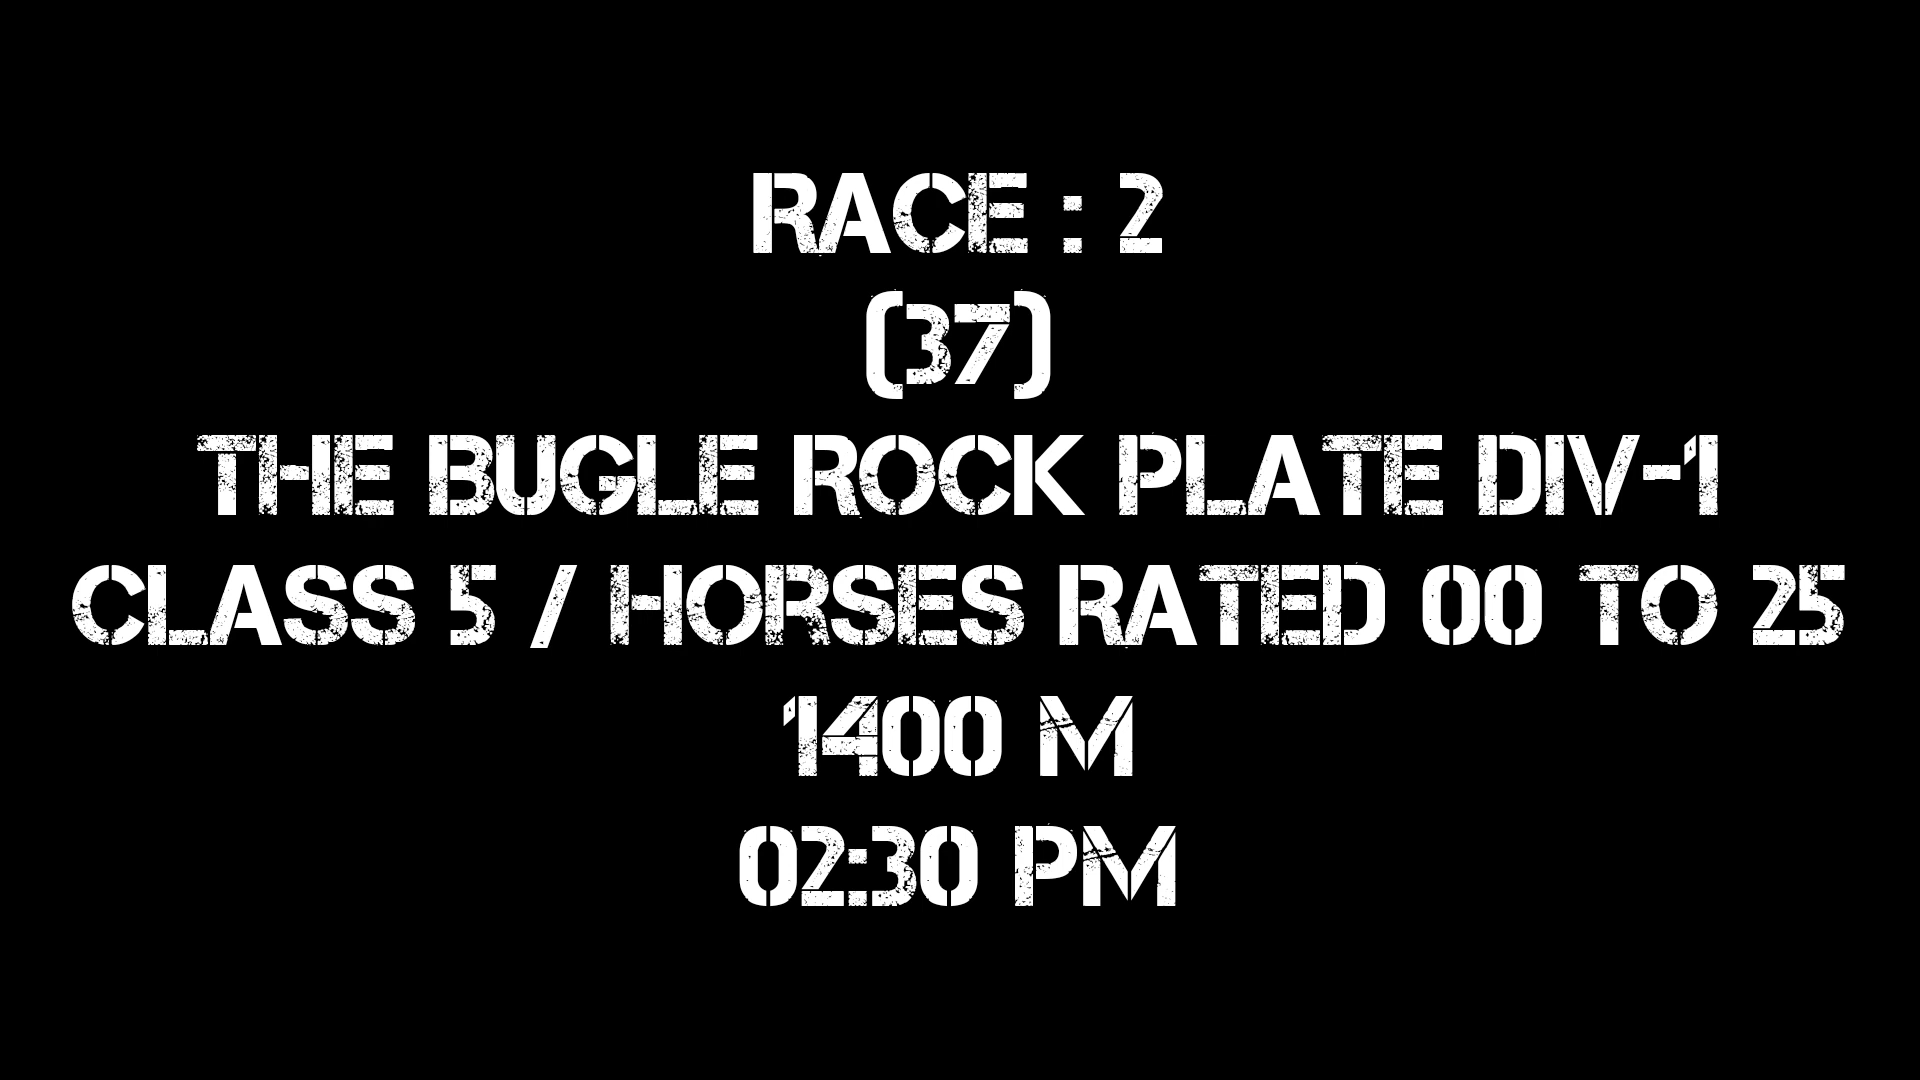 RACE : 2
(37)
THE BUGLE ROCK PLATE DIV-1
CLASS 5 / HORSES RATED 00 TO 25
1400 M
02:30 PM